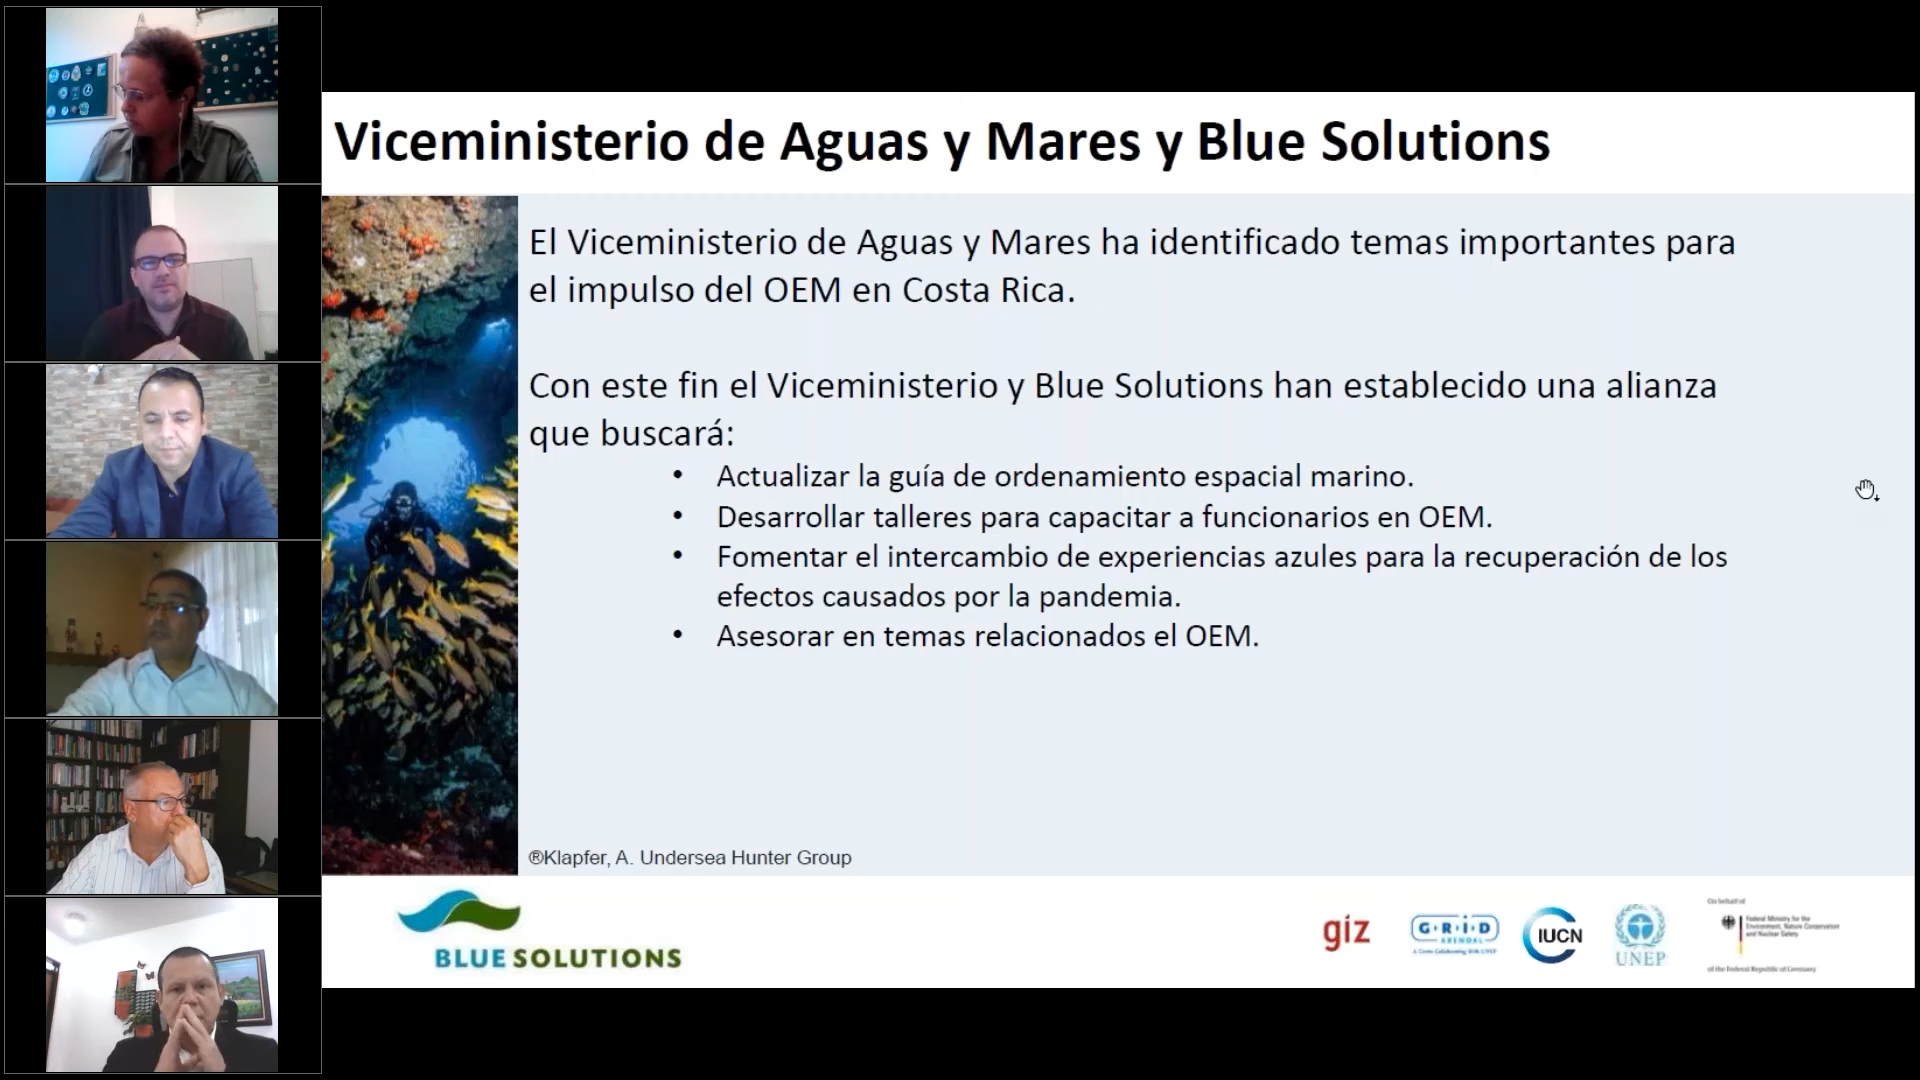 Viceministerio de Aguas y Mares y Blue Solutions
El Viceministerio de Aguas y Mares ha identificado temas importantes para
el impulso del OEM en Costa Rica.
Con este fin el Viceministerio y Blue Solutions han establecido una alianza
que buscará:
• Actualizar la guía de ordenamiento espacial marino.
• Desarrollar talleres para capacitar a funcionarios en OEM.
• Fomentar el intercambio de experiencias azules para la recuperación de los
efectos causados por la pandemia.
• Asesorar en temas relacionados el OEM.
®Klapfer, A. Undersea Hunter Group
BLUE SOLUTIONS
giz
GRID
ARENDAL
A Centre Collaborating with UNEP
IUCN
UNEP
On behalf of
Federal Ministry for the
Environment, Nature Conservation
and Nuclear Safety
of the Federal Republic of Germany